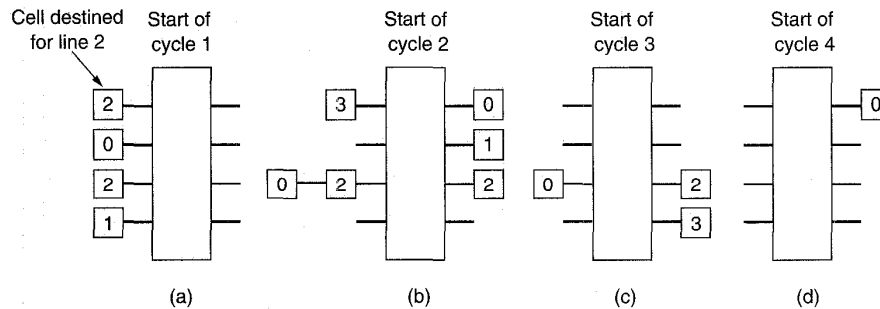 Cell destined
for line 2
Start of
cycle 1
Start of
cycle 2
Start of
cycle 3
Start of
cycle 4
2
0
2
1
3
0
1
0 2
2
0
2
3
0
(a)
(b)
(c)
(d)